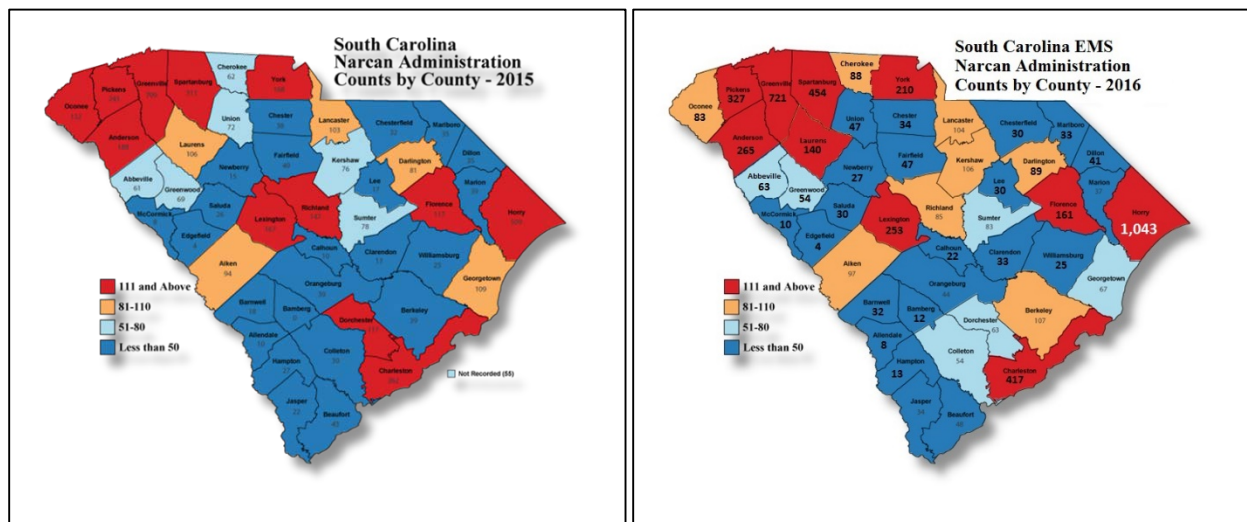 South Carolina
Narcan Administration
Counts by County - 2015
Cherokee
62
York
Spartanburg
Greenville
Pickens
Oconee
Union
72
Chester
Lancaster
103
Chesterfield
Marlboro
Anderson
Laurens
106
Dillon
Newberry
Fairfield
Kershaw
76
Darlington
81
Abbeville
61
Greenwood
69
Lee
Marion
Florence
Horry
McCormick
Saluda
Lexington
Richland
Sumter
78
Edgefield
Calhoun
Clarendon
Williamsburg
Aiken
94
Georgetown
109
Orangeburg
111 and Above
81-110
51-80
Less than 50
Barnwell
Bamberg
Dorchester
Berkeley
Allendale
Colleton
Hampton
Charleston
Not Recorded (55)
Jasper
Beaufort
South Carolina EMS
Narcan Administration
Counts by County - 2016
Cherokee
88
York
210
Spartanburg
454
Greenville
721
Pickens
327
Oconee
83
Union
47
Chester
34
Lancaster
104
Chesterfield
30
Marlboro
33
Anderson
265
Laurens
140
Dillon
41
Newberry
27
Fairfield
47
Kershaw
106
Darlington
89
Abbeville
63
Greenwood
54
Lee
30
Marion
Florence
161
Horry
1,043
McCormick
10
Saluda
30
Lexington
253
Richland
85
Sumter
83
Edgefield
4
Calhoun
22
Clarendon
33
Williamsburg
25
Aiken
97
Georgetown
67
Orangeburg
111 and Above
81-110
51-80
Less than 50
Barnwell
32
Bamberg
12
Dorchester
63
Berkeley
107
Allendale
8
Colleton
54
Hampton
13
Charleston
417
Jasper
Beaufort